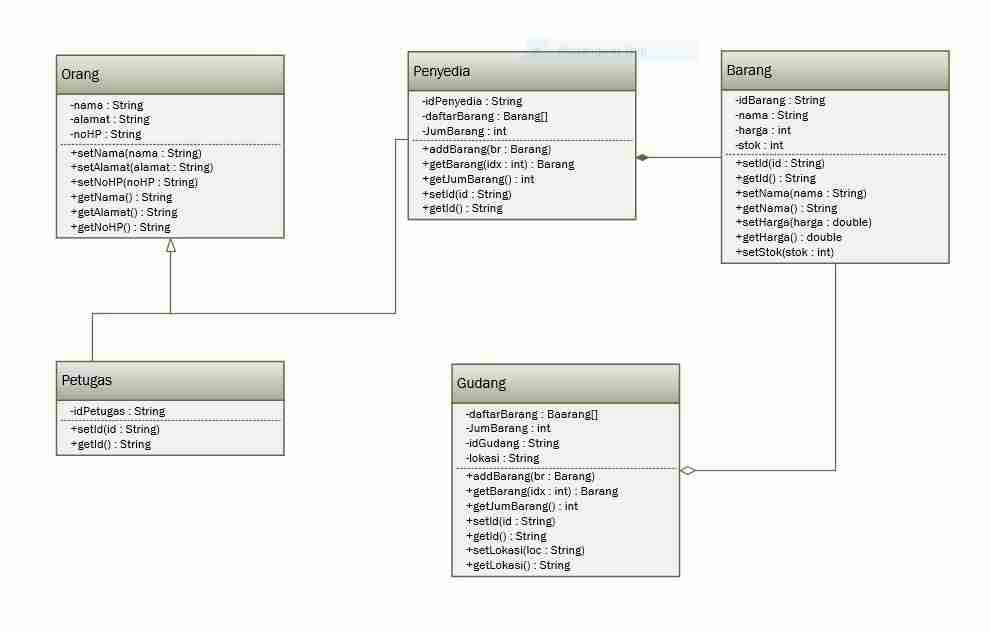 Orang
-nama : String
-alamat : String
-noHP : String
+setNama(nama : String)
+setAlamat(alamat : String)
+setNoHP(noHP : String)
+getNama() : String
+getAlamat() : String
+getNoHP() : String
Penyedia
-idPenyedia : String
-daftarBarang : Barang[]
-JumBarang : int
+addBarang(br : Barang)
+getBarang(idx : int) : Barang
+getJumBarang() : int
+setId(id : String)
+getId() : String
Barang
-idBarang : String
-nama : String
-harga : int
-stok : int
+setId(id : String)
+getId() : String
+setNama(nama : String)
+getNama() : String
+setHarga(harga : double)
+getHarga() : double
+setStok(stok : int)
Petugas
-idPetugas : String
+setId(id : String)
+getId() : String
Gudang
-daftarBarang : Baarang[]
-JumBarang : int
-idGudang : String
-lokasi : String
+addBarang(br : Barang)
+getBarang(idx : int) : Barang
+getJumBarang() : int
+setId(id : String)
+getId() : String
+setLokasi(loc : String)
+getLokasi() : String